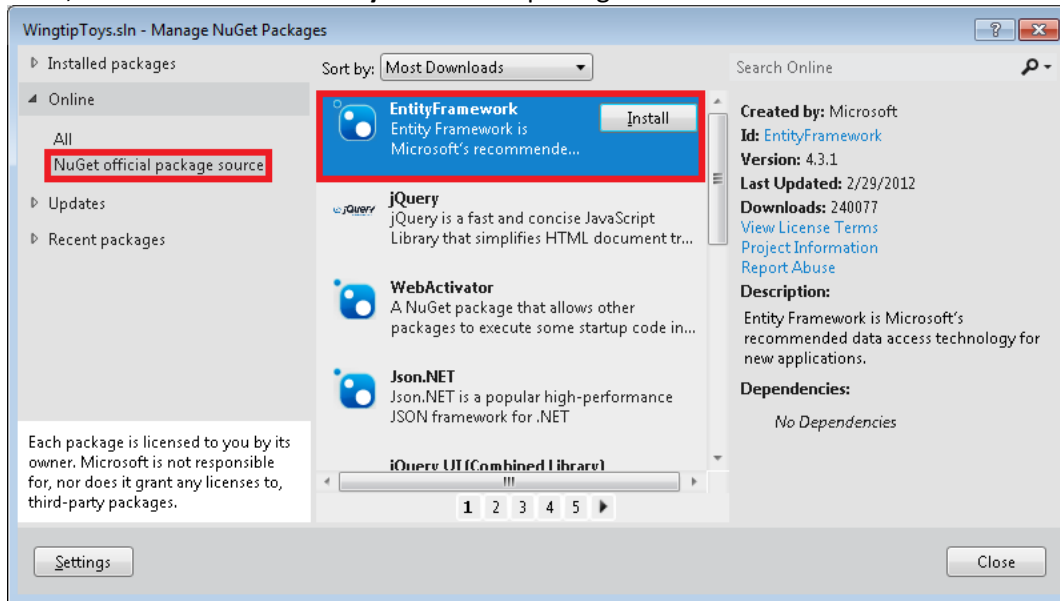 WingtipToys.sln - Manage NuGet Packages
Installed packages
Online
All
NuGet official package source
Updates
Recent packages
Each package is licensed to you by its
owner. Microsoft is not responsible
for, nor does it grant any licenses to,
third-party packages.
Settings
Sort by: Most Downloads
EntityFramework
Install
Entity Framework is
Microsoft's recommende...
jQuery
jQuery
jQuery is a fast and concise JavaScript
Library that simplifies HTML document tr...
WebActivator
A NuGet package that allows other
packages to execute some startup code in...
Json.NET
Json.NET is a popular high-performance
JSON framework for .NET
jQuery UI (Combined Library)
1 2 3 4 5
Search Online
Created by: Microsoft
Id: EntityFramework
Version: 4.3.1
Last Updated: 2/29/2012
Downloads: 240077
View License Terms
Project Information
Report Abuse
Description:
Entity Framework is Microsoft's
recommended data access technology for
new applications.
Dependencies:
No Dependencies
Close